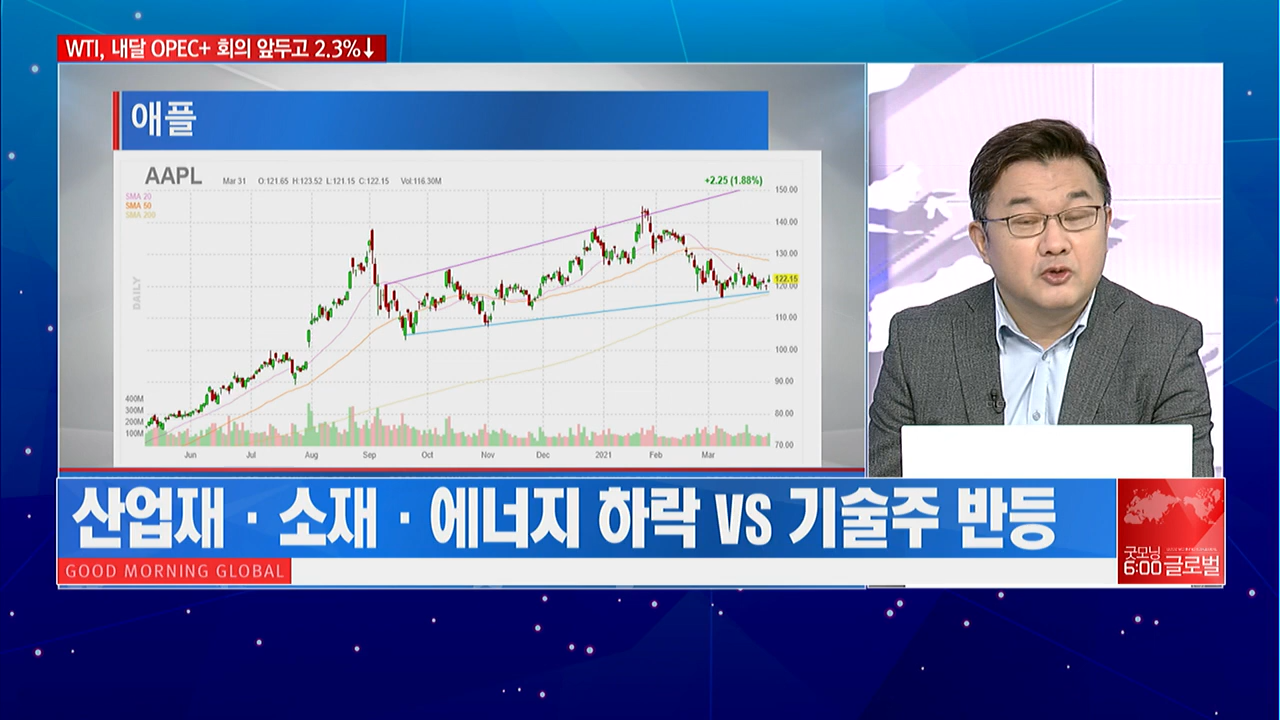 WTI, 내달 OPEC+ 회의 앞두고 2.3%↓
애플
AAPL Mar 31 O:121.65 H:123.52 L:121.15 C:122.15 Vol:116.30M +2.25 (1.88%)
SMA 20
SMA 50
SMA 200
DAILY
150.00
140.00
130.00
122.15
120.00
110.00
100.00
90.00
80.00
70.00
400M
300M
200M
100M
Jun Jul Aug Sep Oct Nov Dec 2021 Feb Mar
산업재 · 소재 · 에너지 하락 VS 기술주 반등
GOOD MORNING GLOBAL
굿모닝
6:00 글로벌